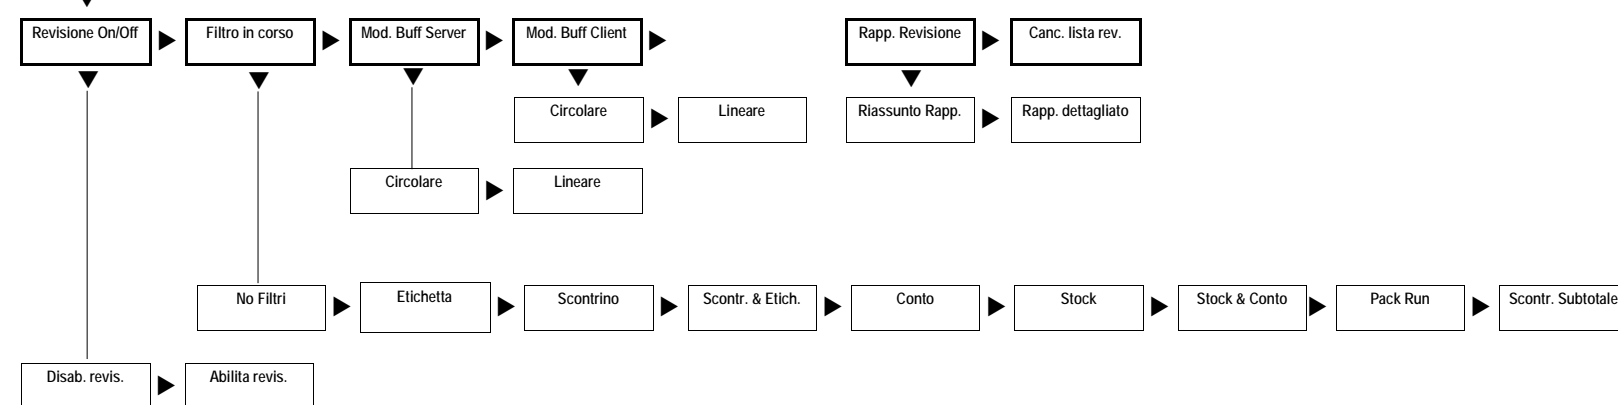 Revisione On/Off
Filtro in corso
Mod. Buff Server
Mod. Buff Client
Rapp. Revisione
Canc. lista rev.
Circolare
Lineare
Riassunto Rapp.
Rapp. dettagliato
Circolare
Lineare
No Filtri
Etichetta
Scontrino
Scontr. & Etich.
Conto
Stock
Stock & Conto
Pack Run
Scontr. Subtotale
Disab. revis.
Abilita revis.